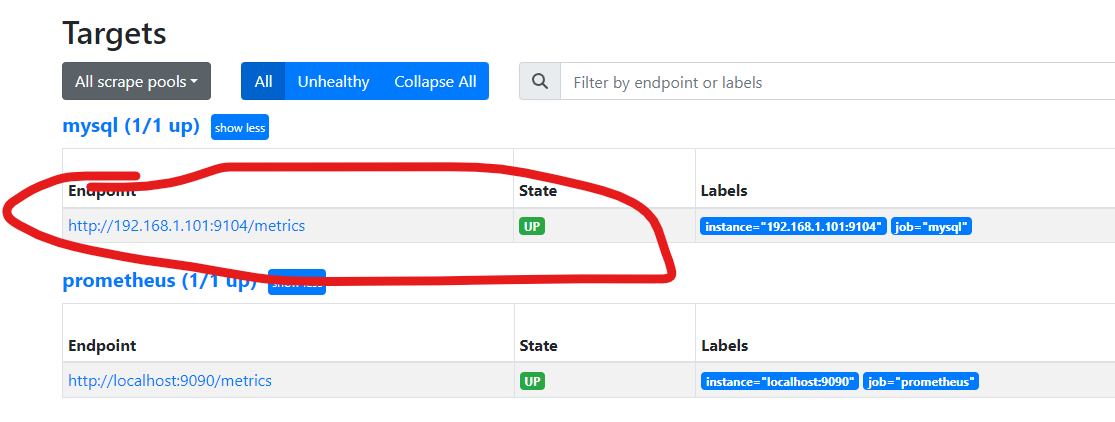 Targets
All scrape pools All Unhealthy Collapse All Filter by endpoint or labels
mysql (1/1 up) show less
Endpoint State Labels
http://192.168.1.101:9104/metrics UP instance="192.168.1.101:9104" job="mysql"
prometheus (1/1 up) show less
Endpoint State Labels
http://localhost:9090/metrics UP instance="localhost:9090" job="prometheus"